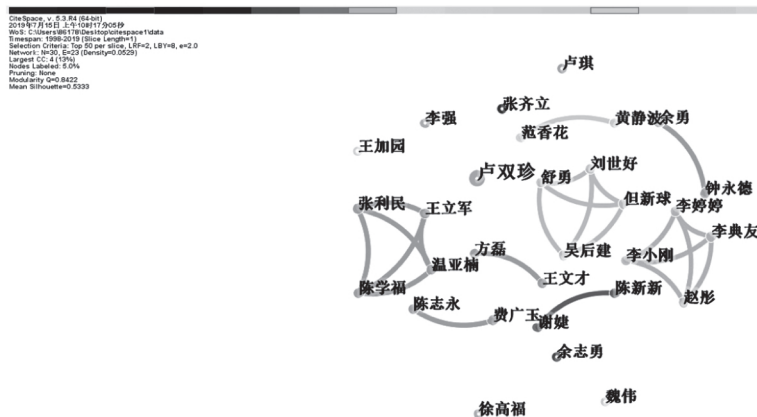 CiteSpace, v. 5.3.R4 (64-bit)
2019年7月15日 上午10时17分05秒
WoS: C:\Users\86178\Desktop\citespace1\data
Timespan: 1998-2019 (Slice Length=1)
Selection Criteria: Top 50 per slice, LRF=2, LBY=8, e=2.0
Network: N=30, E=23 (Density=0.0529)
Largest CC: 4 (13%)
Nodes Labeled: 5.0%
Pruning: None
Modularity Q=0.8422
Mean Silhouette=0.5333
卢琪
张齐立
李强
黄静波
余勇
范香花
王加园
刘世好
卢双珍
舒勇
钟永德
但新球
张利民
王立军
李婷婷
李典友
方磊
吴后建
李小刚
温亚楠
王文才
陈学福
陈新新
赵彤
陈志永
费广玉
谢婕
余志勇
魏伟
徐高福